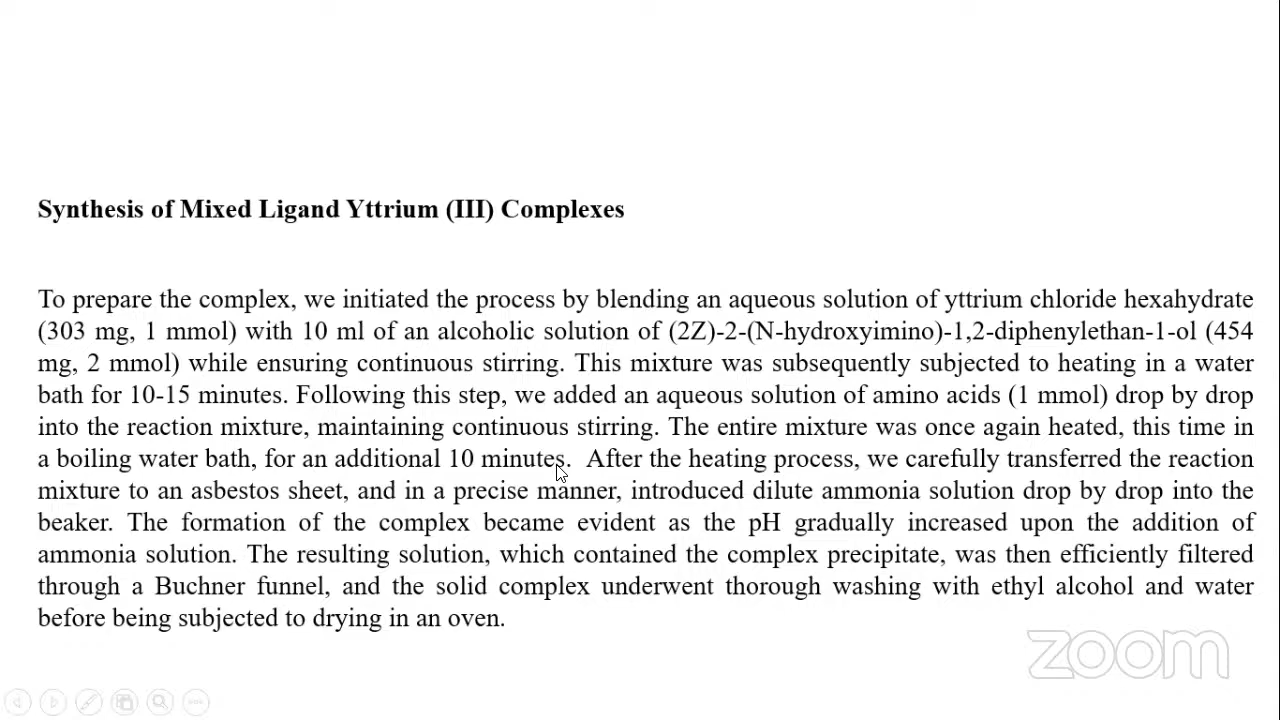 Synthesis of Mixed Ligand Yttrium (III) Complexes
To prepare the complex, we initiated the process by blending an aqueous solution of yttrium chloride hexahydrate
(303 mg, 1 mmol) with 10 ml of an alcoholic solution of (2Z)-2-(N-hydroxyimino)-1,2-diphenylethan-1-ol (454
mg, 2 mmol) while ensuring continuous stirring. This mixture was subsequently subjected to heating in a water
bath for 10-15 minutes. Following this step, we added an aqueous solution of amino acids (1 mmol) drop by drop
into the reaction mixture, maintaining continuous stirring. The entire mixture was once again heated, this time in
a boiling water bath, for an additional 10 minutes. After the heating process, we carefully transferred the reaction
mixture to an asbestos sheet, and in a precise manner, introduced dilute ammonia solution drop by drop into the
beaker. The formation of the complex became evident as the pH gradually increased upon the addition of
ammonia solution. The resulting solution, which contained the complex precipitate, was then efficiently filtered
through a Buchner funnel, and the solid complex underwent thorough washing with ethyl alcohol and water
before being subjected to drying in an oven.
zoom